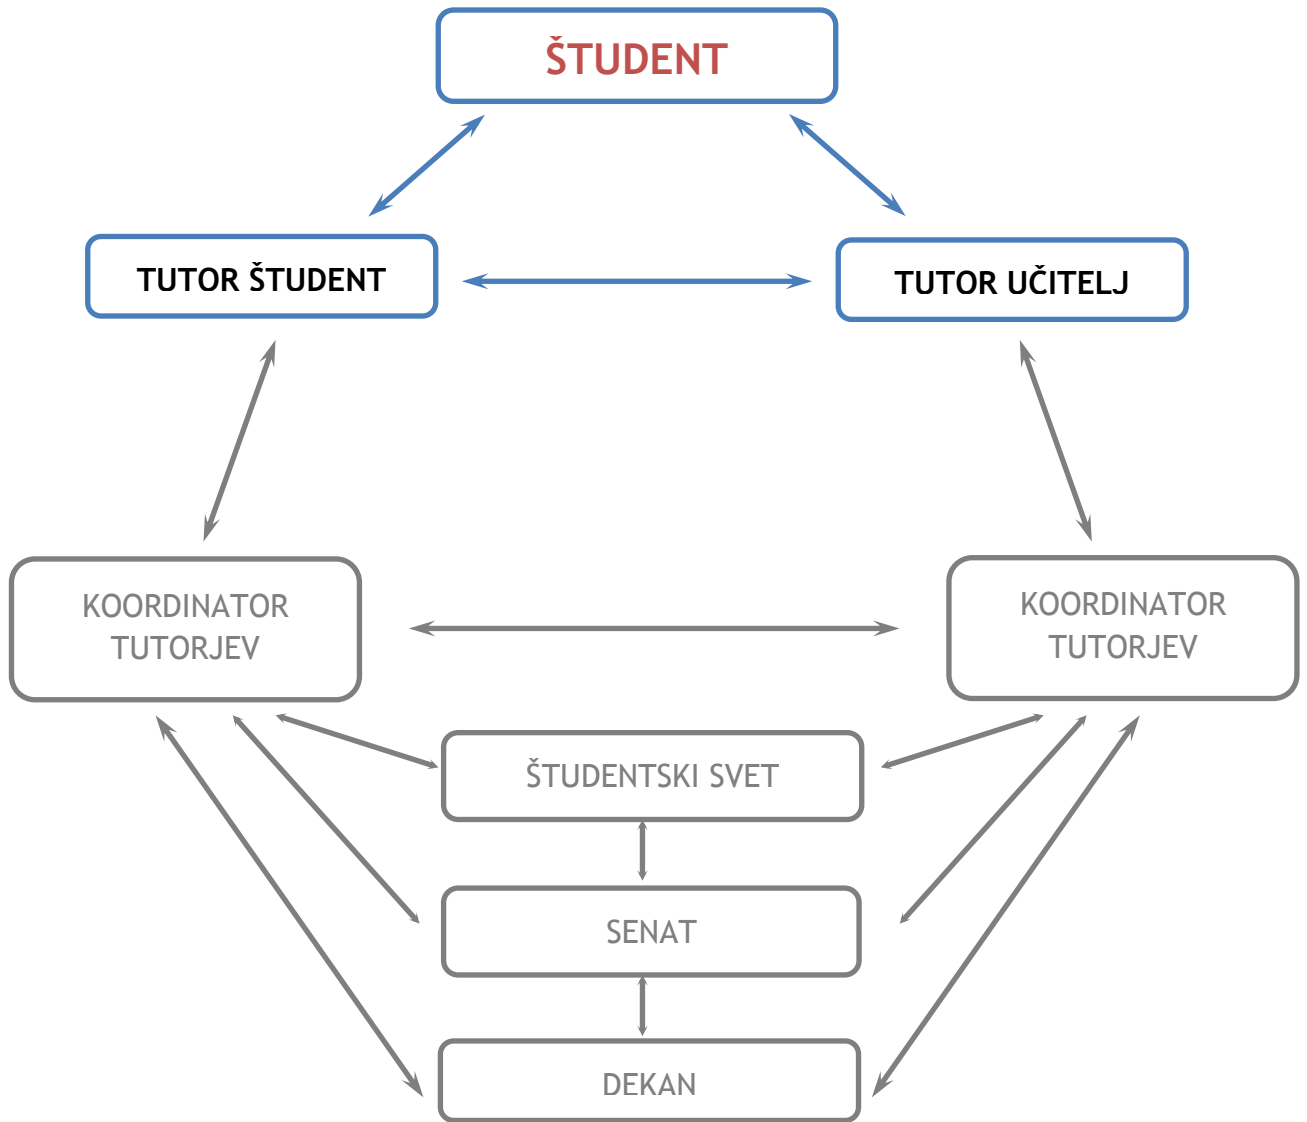 ŠTUDENT
TUTOR ŠTUDENT
TUTOR UČITELJ
KOORDINATOR
TUTORJEV
KOORDINATOR
TUTORJEV
ŠTUDENTSKI SVET
SENAT
DEKAN